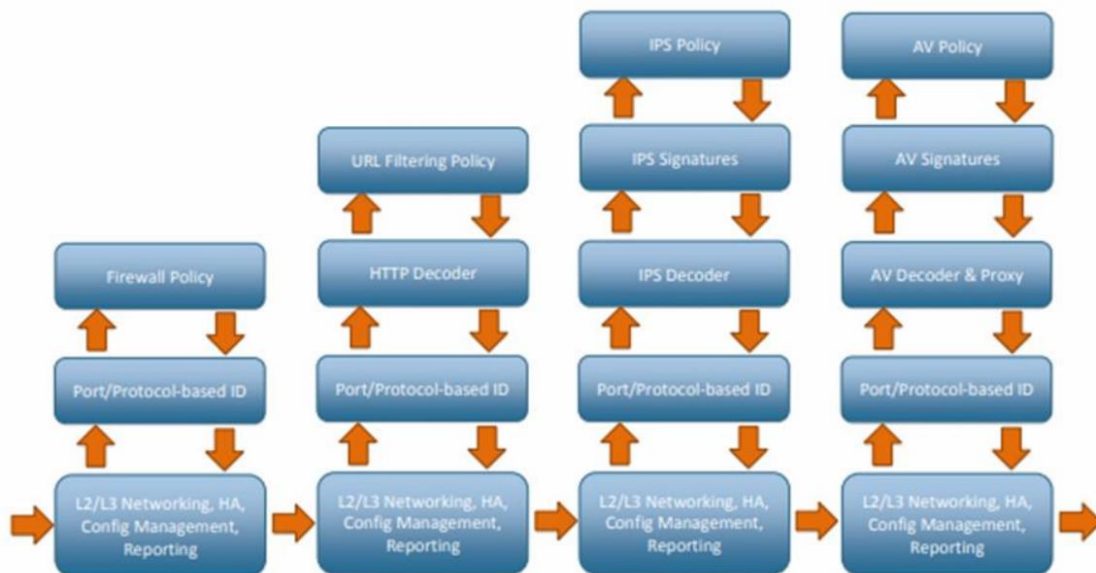 IPS Policy
AV Policy
URL Filtering Policy
IPS Signatures
AV Signatures
Firewall Policy
HTTP Decoder
IPS Decoder
AV Decoder & Proxy
Port/Protocol-based ID
Port/Protocol-based ID
Port/Protocol-based ID
Port/Protocol-based ID
L2/L3 Networking, HA,
Config Management,
Reporting
L2/L3 Networking, HA,
Config Management,
Reporting
L2/L3 Networking, HA,
Config Management,
Reporting
L2/L3 Networking, HA,
Config Management,
Reporting